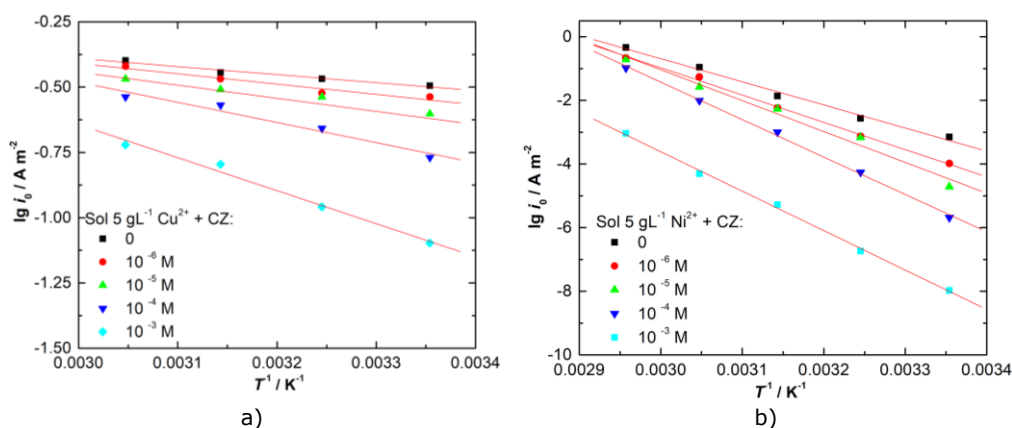 a)
-0.25
-0.50
-0.75
-1.00
-1.25
-1.50
lg i₀ / A m⁻²
Sol 5 gL⁻¹ Cu²⁺ + CZ:
0
10⁻⁶ M
10⁻⁵ M
10⁻⁴ M
10⁻³ M
0.0030 0.0031 0.0032 0.0033 0.0034
T¹ / K⁻¹
a)
b)
0
-2
-4
-6
-8
-10
lg i₀ / A m⁻²
Sol 5 gL⁻¹ Ni²⁺ + CZ:
0
10⁻⁶ M
10⁻⁵ M
10⁻⁴ M
10⁻³ M
0.0029 0.0030 0.0031 0.0032 0.0033 0.0034
T¹ / K⁻¹
b)